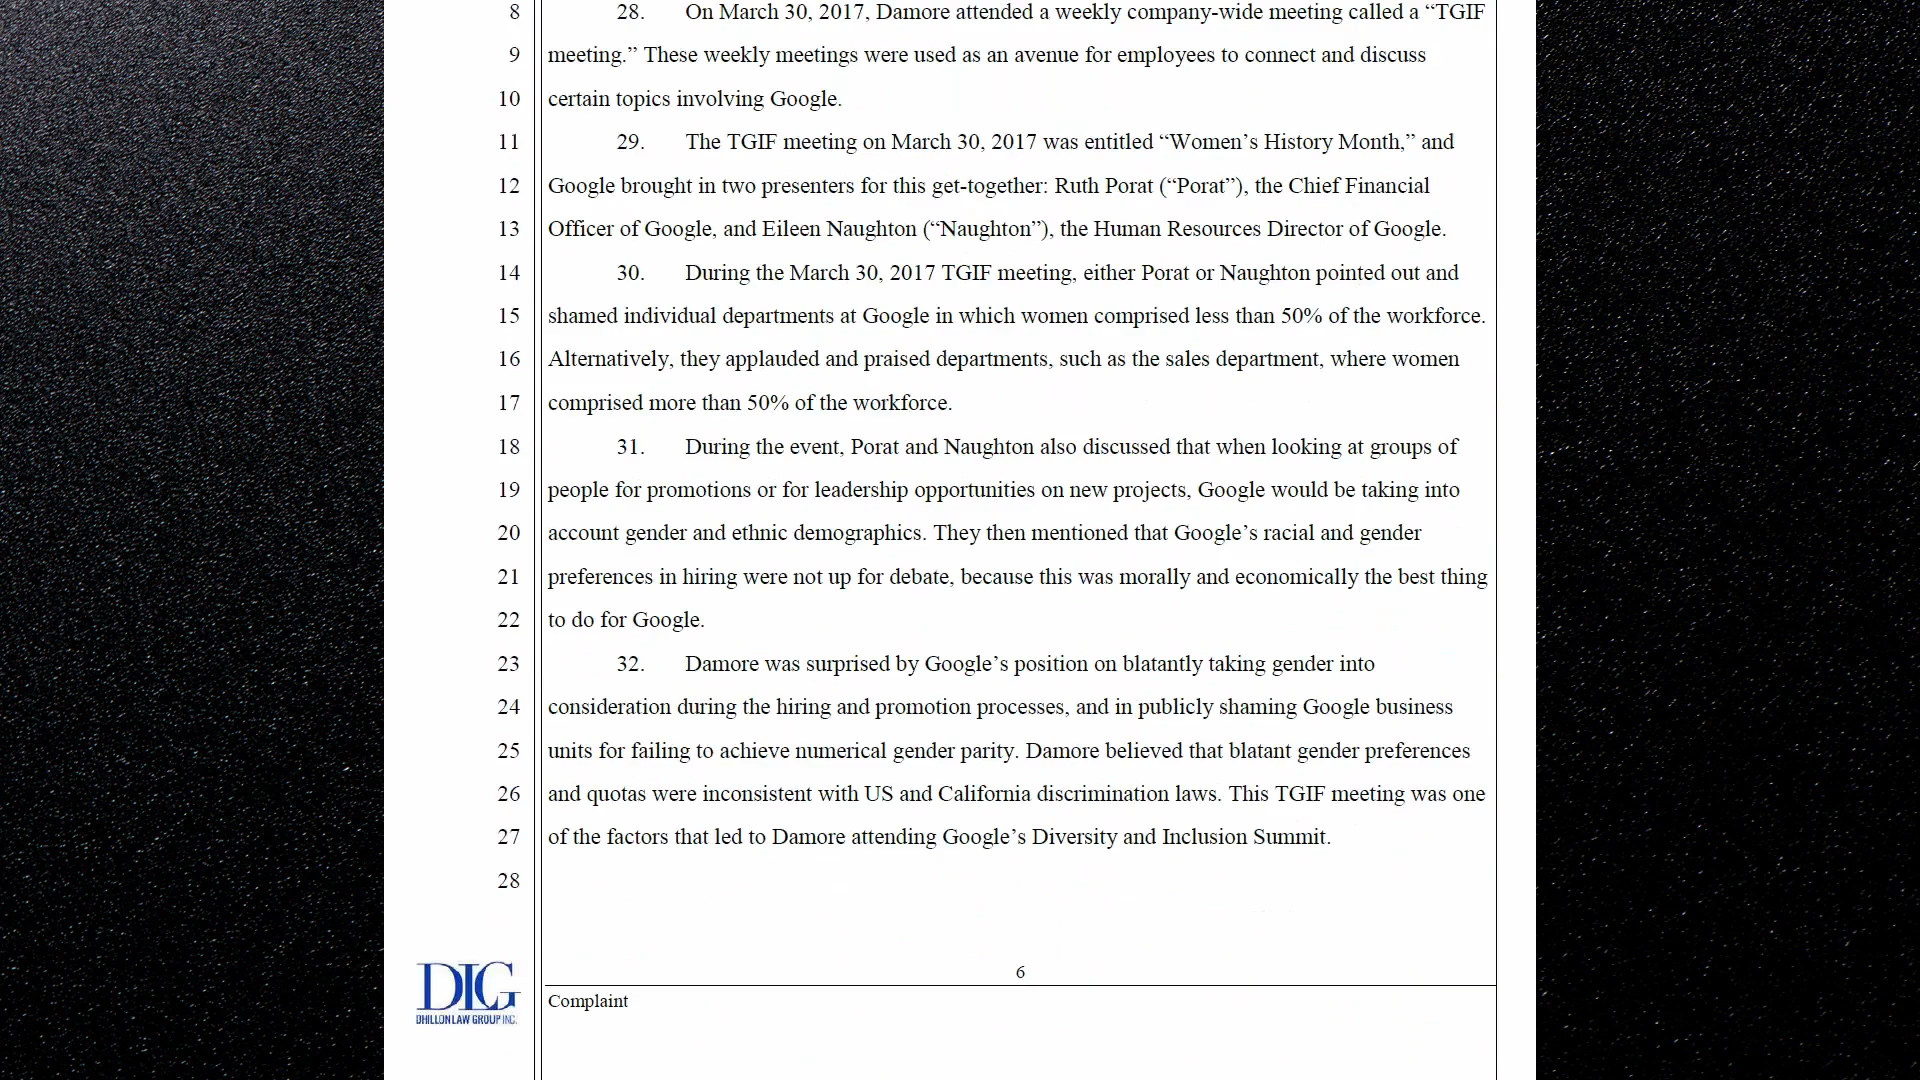 8 28. On March 30, 2017, Damore attended a weekly company-wide meeting called a “TGIF
9 meeting.” These weekly meetings were used as an avenue for employees to connect and discuss
10 certain topics involving Google.
11 29. The TGIF meeting on March 30, 2017 was entitled “Women’s History Month,” and
12 Google brought in two presenters for this get-together: Ruth Porat (“Porat”), the Chief Financial
13 Officer of Google, and Eileen Naughton (“Naughton”), the Human Resources Director of Google.
14 30. During the March 30, 2017 TGIF meeting, either Porat or Naughton pointed out and
15 shamed individual departments at Google in which women comprised less than 50% of the workforce.
16 Alternatively, they applauded and praised departments, such as the sales department, where women
17 comprised more than 50% of the workforce.
18 31. During the event, Porat and Naughton also discussed that when looking at groups of
19 people for promotions or for leadership opportunities on new projects, Google would be taking into
20 account gender and ethnic demographics. They then mentioned that Google’s racial and gender
21 preferences in hiring were not up for debate, because this was morally and economically the best thing
22 to do for Google.
23 32. Damore was surprised by Google’s position on blatantly taking gender into
24 consideration during the hiring and promotion processes, and in publicly shaming Google business
25 units for failing to achieve numerical gender parity. Damore believed that blatant gender preferences
26 and quotas were inconsistent with US and California discrimination laws. This TGIF meeting was one
27 of the factors that led to Damore attending Google’s Diversity and Inclusion Summit.
28
6
Complaint
DLG
DHILLON LAW GROUP INC.